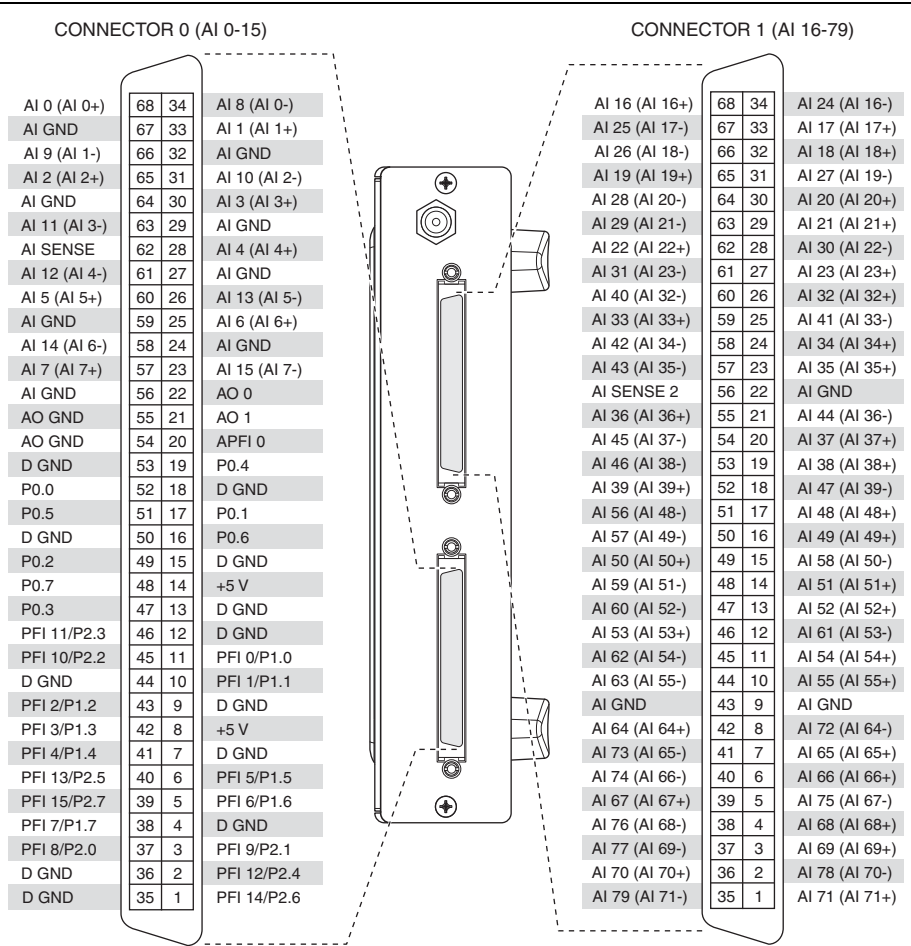 CONNECTOR 0 (AI 0-15)
AI 0 (AI 0+) 68 34 AI 8 (AI 0-)
AI GND 67 33 AI 1 (AI 1+)
AI 9 (AI 1-) 66 32 AI GND
AI 2 (AI 2+) 65 31 AI 10 (AI 2-)
AI GND 64 30 AI 3 (AI 3+)
AI 11 (AI 3-) 63 29 AI GND
AI SENSE 62 28 AI 4 (AI 4+)
AI 12 (AI 4-) 61 27 AI GND
AI 5 (AI 5+) 60 26 AI 13 (AI 5-)
AI GND 59 25 AI 6 (AI 6+)
AI 14 (AI 6-) 58 24 AI GND
AI 7 (AI 7+) 57 23 AI 15 (AI 7-)
AI GND 56 22 AO 0
AO GND 55 21 AO 1
AO GND 54 20 APFI 0
D GND 53 19 P0.4
P0.0 52 18 D GND
P0.5 51 17 P0.1
D GND 50 16 P0.6
P0.2 49 15 D GND
P0.7 48 14 +5 V
P0.3 47 13 D GND
PFI 11/P2.3 46 12 D GND
PFI 10/P2.2 45 11 PFI 0/P1.0
D GND 44 10 PFI 1/P1.1
PFI 2/P1.2 43 9 D GND
PFI 3/P1.3 42 8 +5 V
PFI 4/P1.4 41 7 D GND
PFI 13/P2.5 40 6 PFI 5/P1.5
PFI 15/P2.7 39 5 PFI 6/P1.6
PFI 7/P1.7 38 4 D GND
PFI 8/P2.0 37 3 PFI 9/P2.1
D GND 36 2 PFI 12/P2.4
D GND 35 1 PFI 14/P2.6
CONNECTOR 1 (AI 16-79)
AI 16 (AI 16+) 68 34 AI 24 (AI 16-)
AI 25 (AI 17-) 67 33 AI 17 (AI 17+)
AI 26 (AI 18-) 66 32 AI 18 (AI 18+)
AI 19 (AI 19+) 65 31 AI 27 (AI 19-)
AI 28 (AI 20-) 64 30 AI 20 (AI 20+)
AI 29 (AI 21-) 63 29 AI 21 (AI 21+)
AI 22 (AI 22+) 62 28 AI 30 (AI 22-)
AI 31 (AI 23-) 61 27 AI 23 (AI 23+)
AI 40 (AI 32-) 60 26 AI 32 (AI 32+)
AI 33 (AI 33+) 59 25 AI 41 (AI 33-)
AI 42 (AI 34-) 58 24 AI 34 (AI 34+)
AI 43 (AI 35-) 57 23 AI 35 (AI 35+)
AI SENSE 2 56 22 AI GND
AI 36 (AI 36+) 55 21 AI 44 (AI 36-)
AI 45 (AI 37-) 54 20 AI 37 (AI 37+)
AI 46 (AI 38-) 53 19 AI 38 (AI 38+)
AI 39 (AI 39+) 52 18 AI 47 (AI 39-)
AI 56 (AI 48-) 51 17 AI 48 (AI 48+)
AI 57 (AI 49-) 50 16 AI 49 (AI 49+)
AI 50 (AI 50+) 49 15 AI 58 (AI 50-)
AI 59 (AI 51-) 48 14 AI 51 (AI 51+)
AI 60 (AI 52-) 47 13 AI 52 (AI 52+)
AI 53 (AI 53+) 46 12 AI 61 (AI 53-)
AI 62 (AI 54-) 45 11 AI 54 (AI 54+)
AI 63 (AI 55-) 44 10 AI 55 (AI 55+)
AI GND 43 9 AI GND
AI 64 (AI 64+) 42 8 AI 72 (AI 64-)
AI 73 (AI 65-) 41 7 AI 65 (AI 65+)
AI 74 (AI 66-) 40 6 AI 66 (AI 66+)
AI 67 (AI 67+) 39 5 AI 75 (AI 67-)
AI 76 (AI 68-) 38 4 AI 68 (AI 68+)
AI 77 (AI 69-) 37 3 AI 69 (AI 69+)
AI 70 (AI 70+) 36 2 AI 78 (AI 70-)
AI 79 (AI 71-) 35 1 AI 71 (AI 71+)